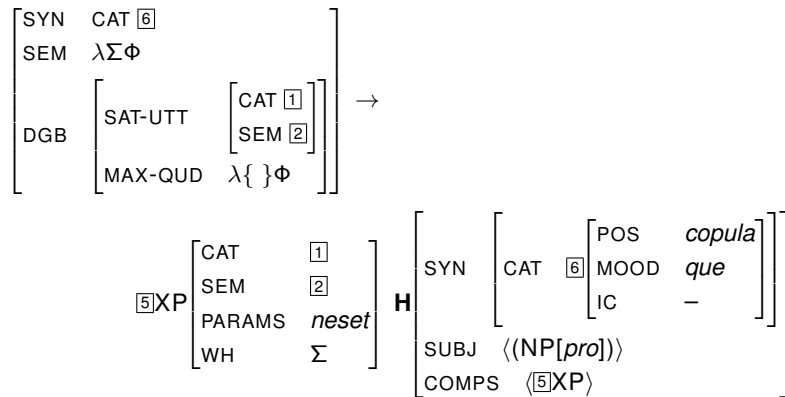 SYN CAT 6
SEM λΣΦ
DGB SAT-UTT CAT 1
SEM 2
MAX-QUD λ{ }Φ
→
5XP CAT 1
SEM 2
PARAMS neset
WH Σ
H SYN CAT 6 POS copula
MOOD que
IC –
SUBJ ⟨(NP[pro])⟩
COMPS ⟨5XP⟩